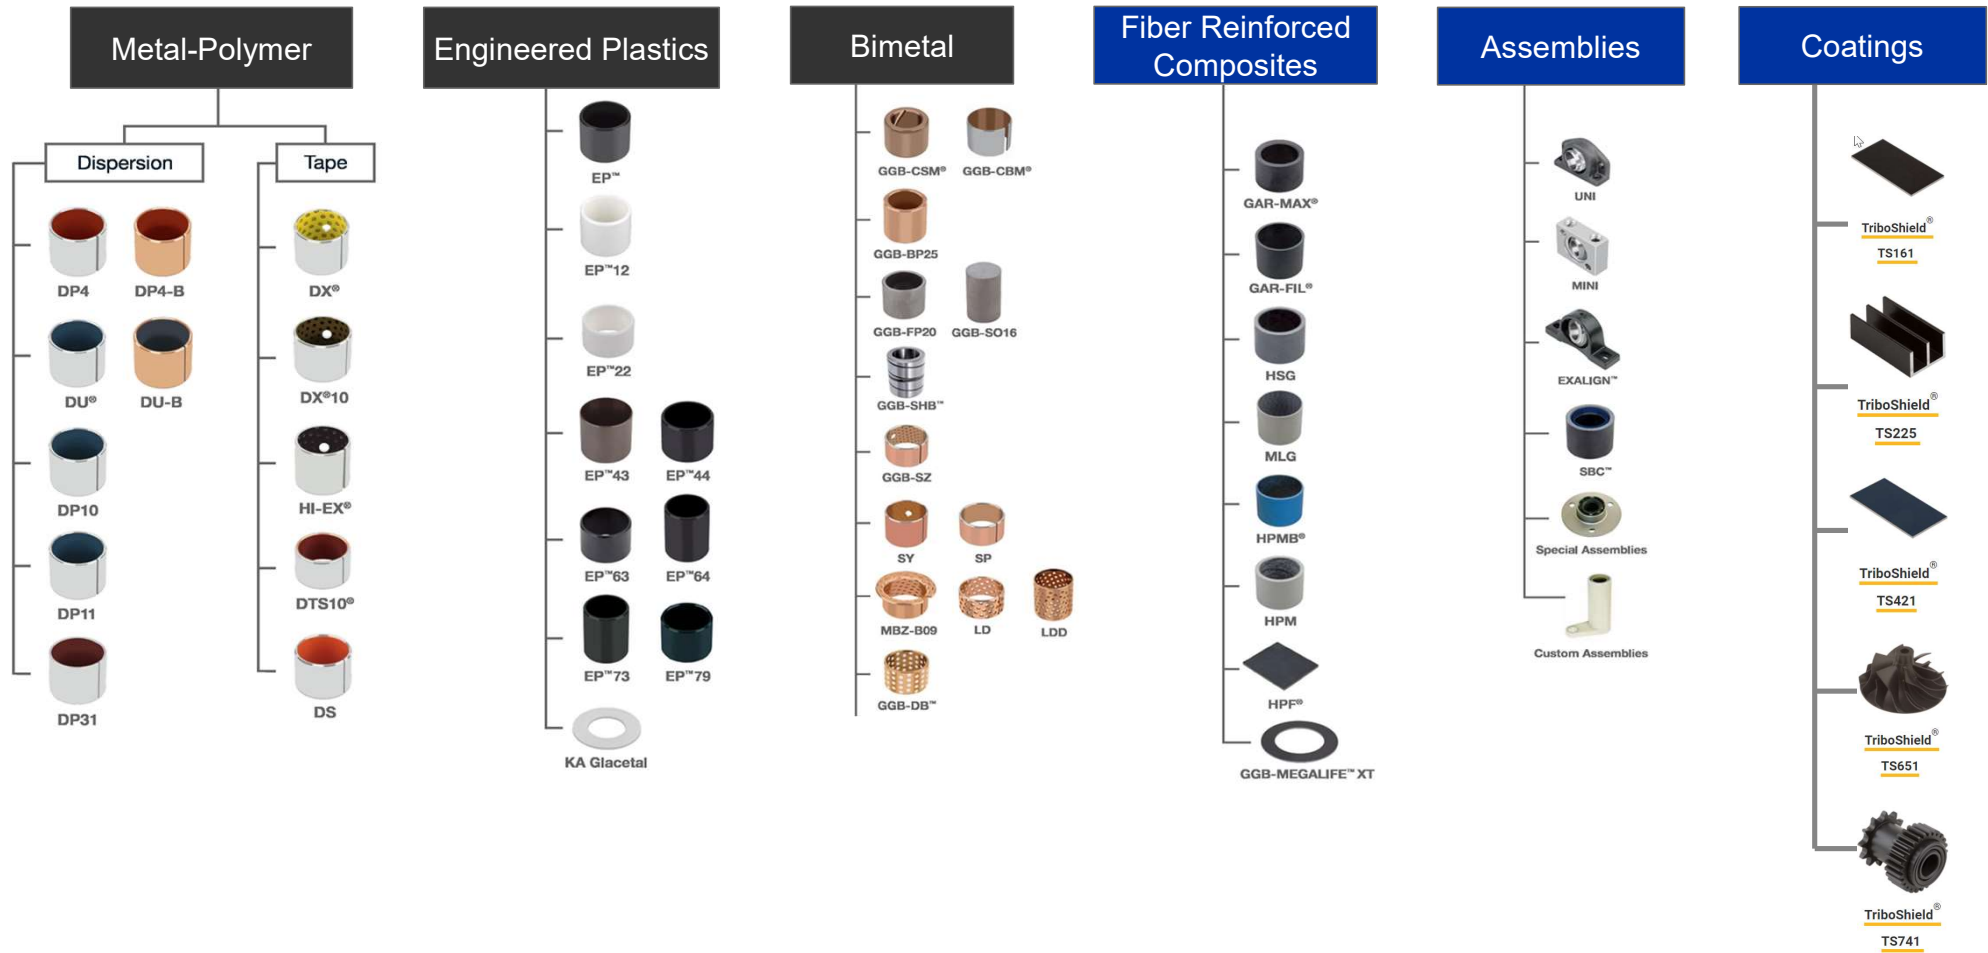 Metal-Polymer
Dispersion
Tape
DP4
DP4-B
DU®
DU-B
DP10
DP11
DP31
DX®
DX®10
HI-EX®
DTS10®
DS
Engineered Plastics
EP™
EP™12
EP™22
EP™43
EP™44
EP™63
EP™64
EP™73
EP™79
KA Glacetal
Bimetal
GGB-CSM®
GGB-CBM®
GGB-BP25
GGB-FP20
GGB-SO16
GGB-SHB™
GGB-SZ
SY
SP
MBZ-B09
LD
LDD
GGB-DB™
Fiber Reinforced
Composites
GAR-MAX®
GAR-FIL®
HSG
MLG
HPMB®
HPM
HPF®
GGB-MEGALIFE™ XT
Assemblies
UNI
MINI
EXALIGN™
SBC™
Special Assemblies
Custom Assemblies
Coatings
TriboShield®
TS161
TriboShield®
TS225
TriboShield®
TS421
TriboShield®
TS651
TriboShield®
TS741